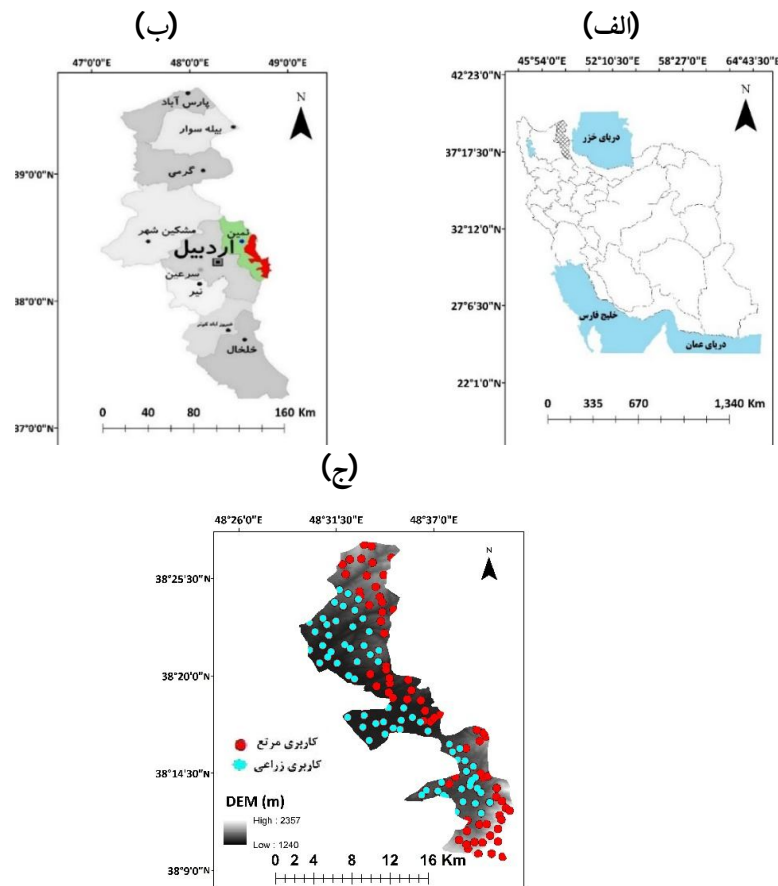 (ب)
47°0'0" 48°0'0" 49°0'0"
39°0'0"
38°0'0"
37°0'0"
N
پارس آباد
بیله سوار
گرمی
مشکین شهر
نمین
اردبیل
سرعین
نیر
خلخال
0 40 80 160 Km
(الف)
45°54'0" 52°10'30" 58°27'0" 64°43'30"
42°23'0"
37°17'30"N
32°12'0"
27°6'30"N
22°1'0"
N
دریای خزر
خلیج فارس
دریای عمان
0 335 670 1,340 Km
(ج)
48°26'0"E 48°31'30"E 48°37'0"E
38°25'30"N
38°20'0"N
38°14'30"N
38°9'0"N
N
کاربری مرتع
کاربری زراعی
DEM (m)
High : 2357
Low : 1240
0 2 4 8 12 16 Km